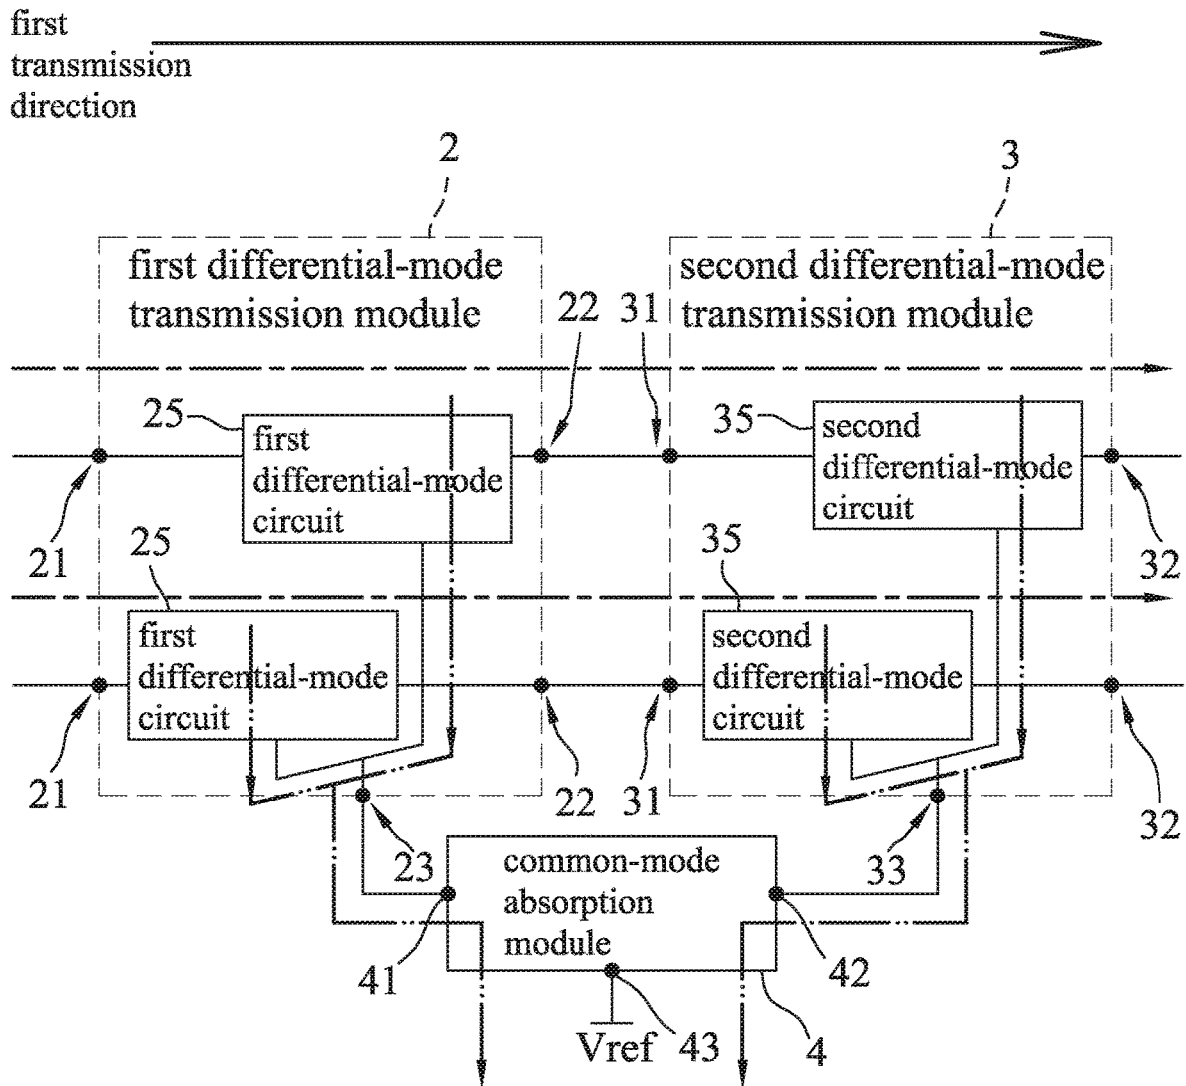 first
transmission
direction
2
3
first differential-mode
transmission module
second differential-mode
transmission module
22
31
25
35
first
differential-mode
circuit
second
differential-mode
circuit
21
25
35
32
first
differential-mode
circuit
second
differential-mode
circuit
21
23
22
31
33
32
common-mode
absorption
module
41
42
Vref
43
4